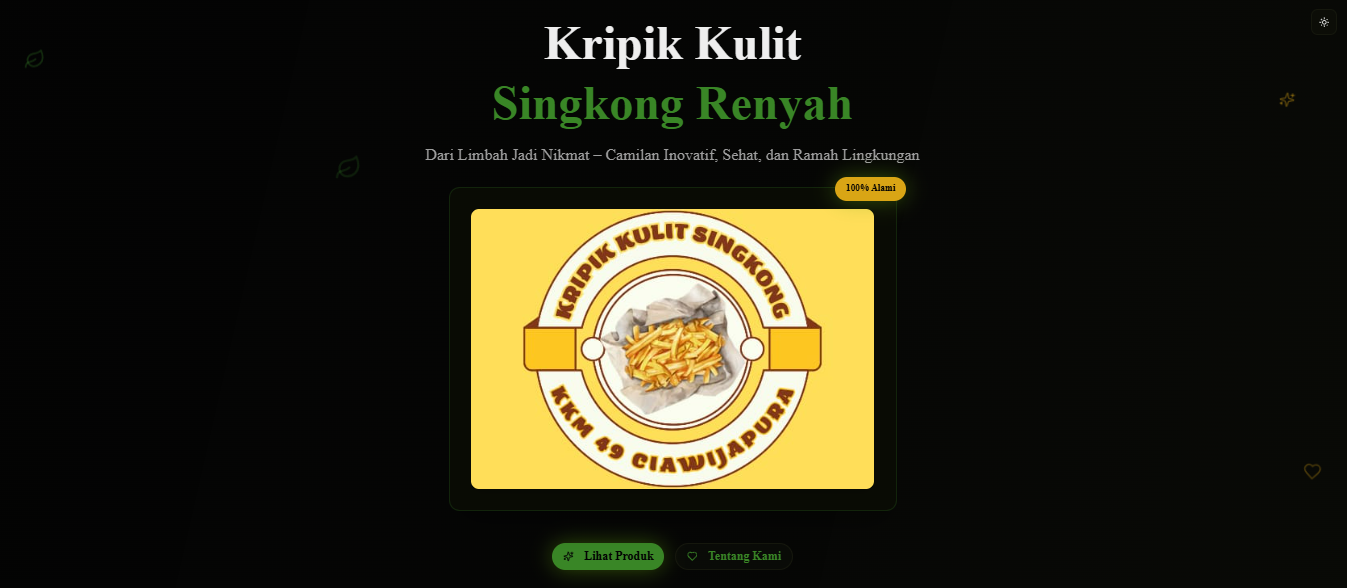 Kripik Kulit
Singkong Renyah
Dari Limbah Jadi Nikmat – Camilan Inovatif, Sehat, dan Ramah Lingkungan
100% Alami
KRIPIK KULIT SINGKONG
KKM 49 CIAWIJAPURA
Lihat Produk
Tentang Kami